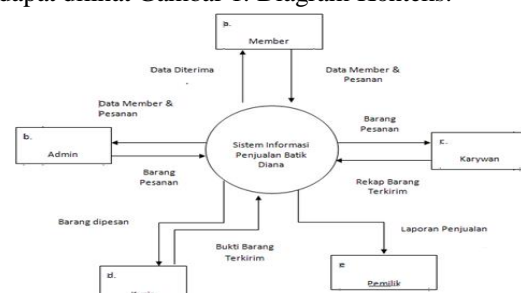 dapat dilihat Gambar 1. Diagram Konteks.
a.
Member
Data Diterima
Data Member &
Pesanan
Data Member &
Pesanan
Barang
Pesanan
b.
Admin
Sistem Informasi
Penjualan Batik
Diana
c.
Karywan
Barang
Pesanan
Rekap Barang
Terkirim
Barang dipesan
Laporan Penjualan
Bukti Barang
Terkirim
d.
e
Pemilik